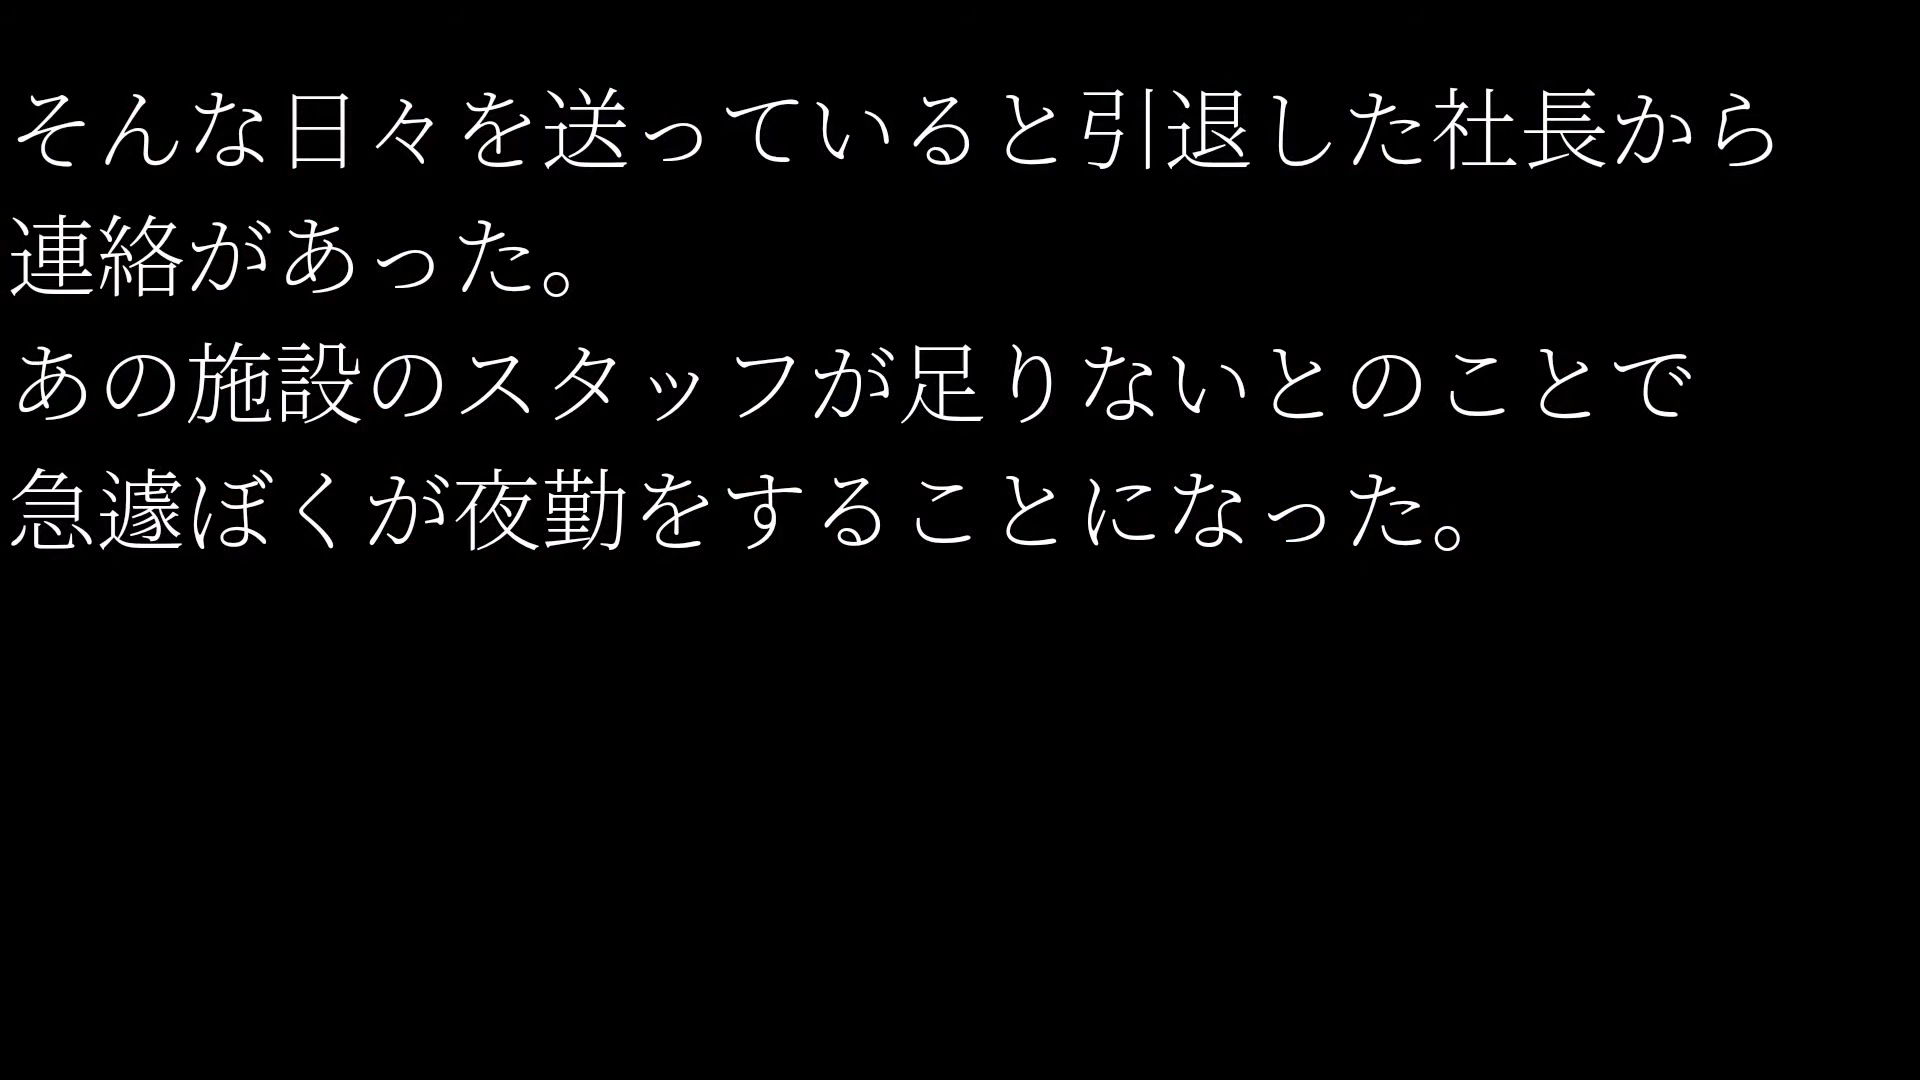 そんな日々を送っていると引退した社長から
連絡があった。
あの施設のスタッフが足りないとのことで
急遽ぼくが夜勤をすることになった。